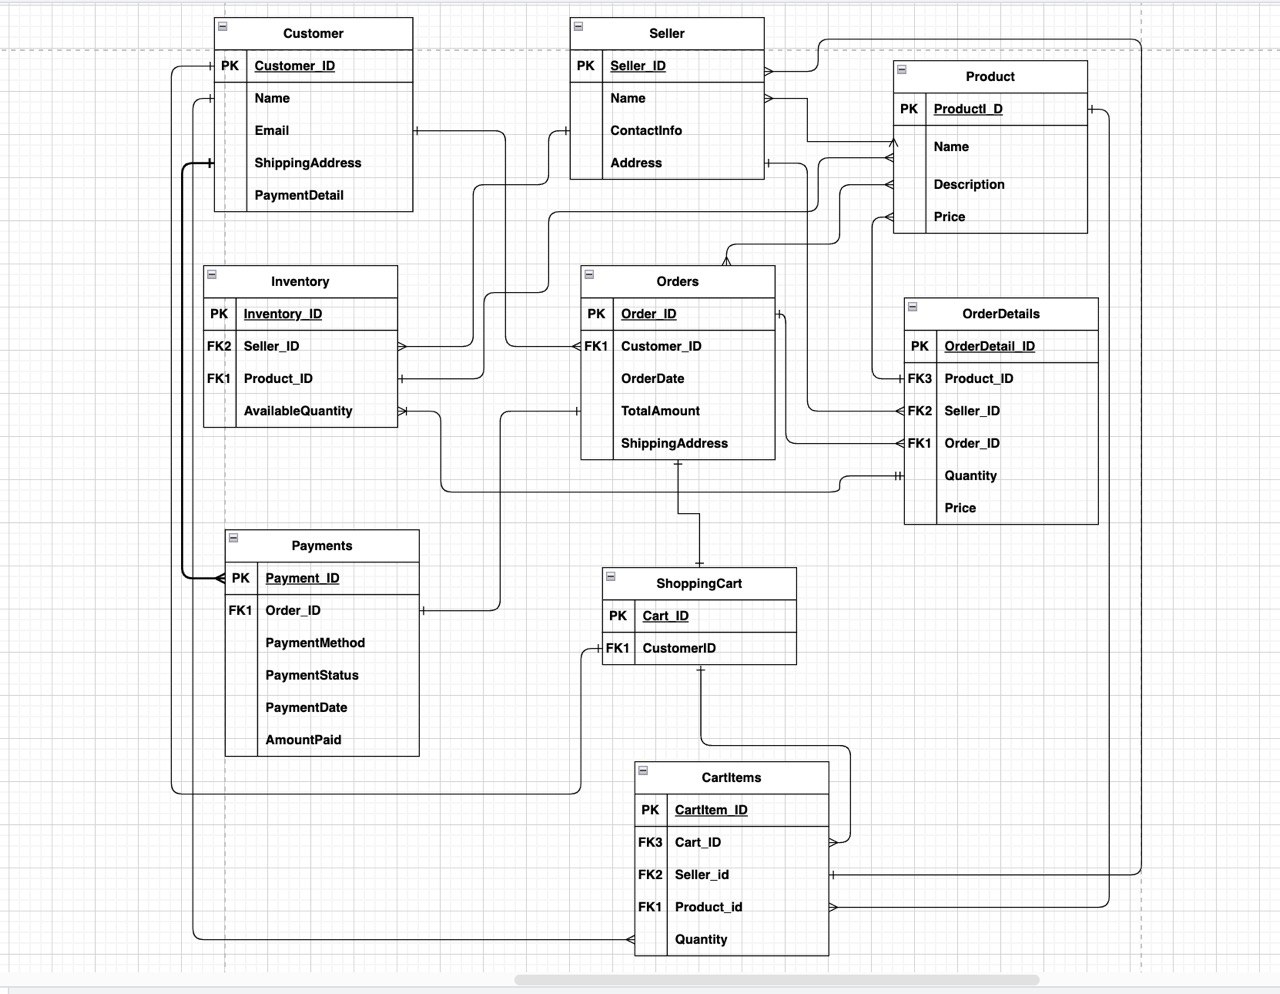 Customer
PK Customer_ID
Name
Email
ShippingAddress
PaymentDetail
Seller
PK Seller_ID
Name
ContactInfo
Address
Product
PK ProductI_D
Name
Description
Price
Inventory
PK Inventory_ID
FK2 Seller_ID
FK1 Product_ID
AvailableQuantity
Orders
PK Order_ID
FK1 Customer_ID
OrderDate
TotalAmount
ShippingAddress
OrderDetails
PK OrderDetail_ID
FK3 Product_ID
FK2 Seller_ID
FK1 Order_ID
Quantity
Price
Payments
PK Payment_ID
FK1 Order_ID
PaymentMethod
PaymentStatus
PaymentDate
AmountPaid
ShoppingCart
PK Cart_ID
FK1 CustomerID
CartItems
PK CartItem_ID
FK3 Cart_ID
FK2 Seller_id
FK1 Product_id
Quantity